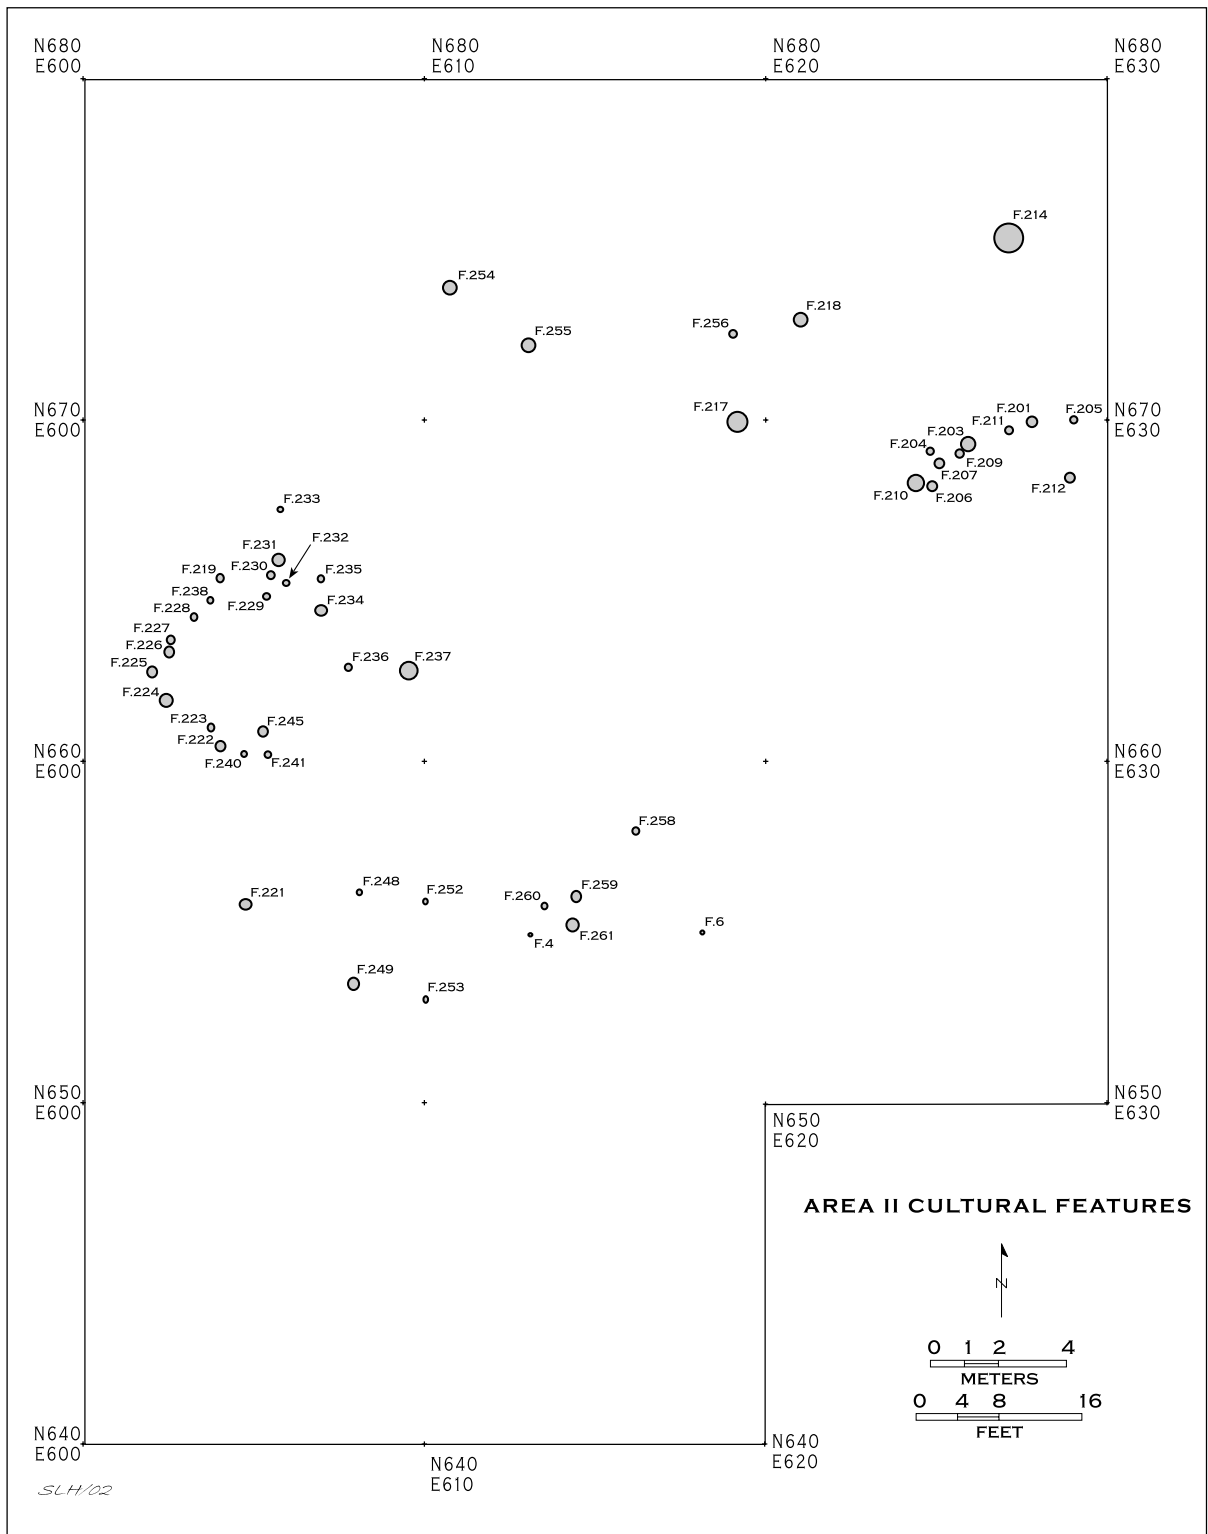 N680
E600
N680
E610
N680
E620
N680
E630
F.214
F.254
F.218
F.256
F.255
N670
E600
F.217
F.201
F.205
F.211
F.203
F.204
F.209
F.207
F.206
F.210
F.212
N670
E630
F.233
F.232
F.231
F.230
F.219
F.235
F.238
F.229
F.234
F.228
F.227
F.226
F.225
F.236
F.237
F.224
F.223
F.245
F.222
F.240
F.241
N660
E600
N660
E630
F.258
F.248
F.221
F.252
F.260
F.259
F.261
F.4
F.6
F.249
F.253
N650
E600
N650
E620
N650
E630
AREA II CULTURAL FEATURES
N
0 1 2 4
METERS
0 4 8 16
FEET
N640
E600
N640
E610
N640
E620
SLH/02